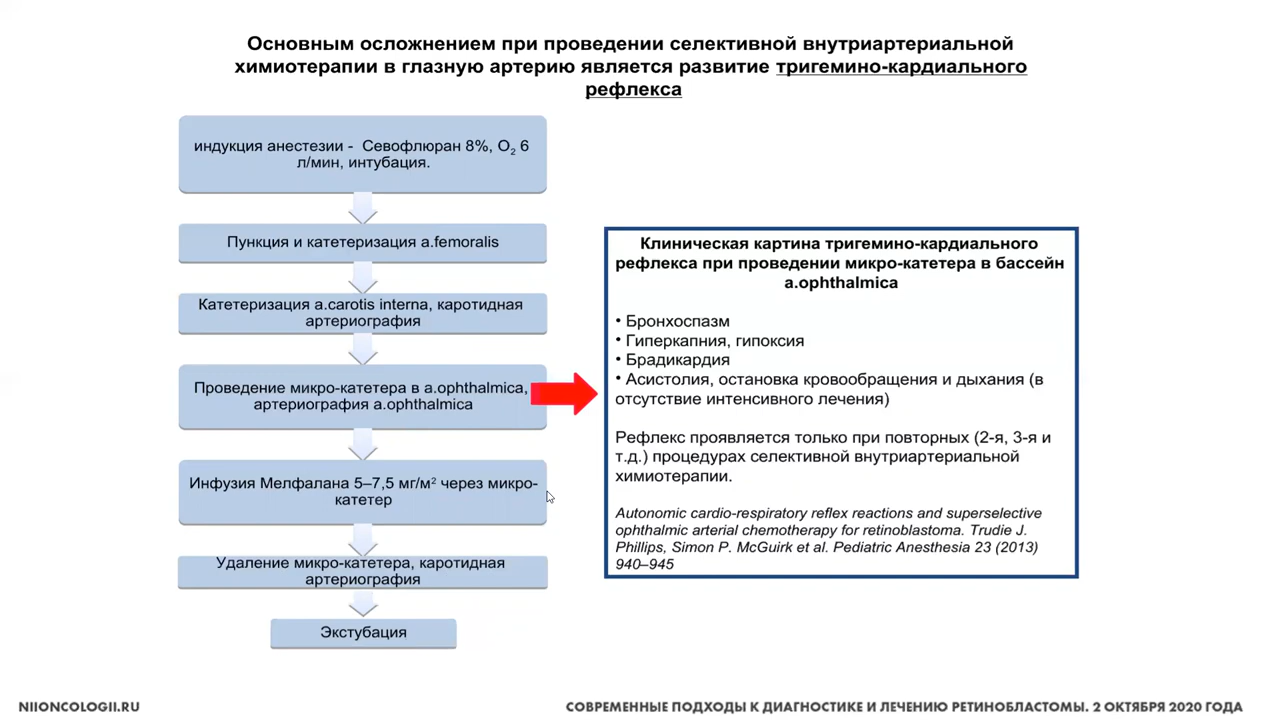 Основным осложнением при проведении селективной внутриартериальной
химиотерапии в глазную артерию является развитие тригемино-кардиального
рефлекса
индукция анестезии - Севофлюран 8%, O₂ 6
л/мин, интубация.
Пункция и катетеризация a.femoralis
Катетеризация a.carotis interna, каротидная
артериография
Проведение микро-катетера в a.ophthalmica,
артериография a.ophthalmica
Инфузия Мелфалана 5–7,5 мг/м² через микро-
катетер
Удаление микро-катетера, каротидная
артериография
Экстубация
Клиническая картина тригемино-кардиального
рефлекса при проведении микро-катетера в бассейн
a.ophthalmica
• Бронхоспазм
• Гиперкапния, гипоксия
• Брадикардия
• Асистолия, остановка кровообращения и дыхания (в
отсутствие интенсивного лечения)
Рефлекс проявляется только при повторных (2-я, 3-я и
т.д.) процедурах селективной внутриартериальной
химиотерапии.
Autonomic cardio-respiratory reflex reactions and superselective
ophthalmic arterial chemotherapy for retinoblastoma. Trudie J.
Phillips, Simon P. McGuirk et al. Pediatric Anesthesia 23 (2013)
940–945
NIIONCOLOGII.RU
СОВРЕМЕННЫЕ ПОДХОДЫ К ДИАГНОСТИКЕ И ЛЕЧЕНИЮ РЕТИНОБЛАСТОМЫ. 2 ОКТЯБРЯ 2020 ГОДА